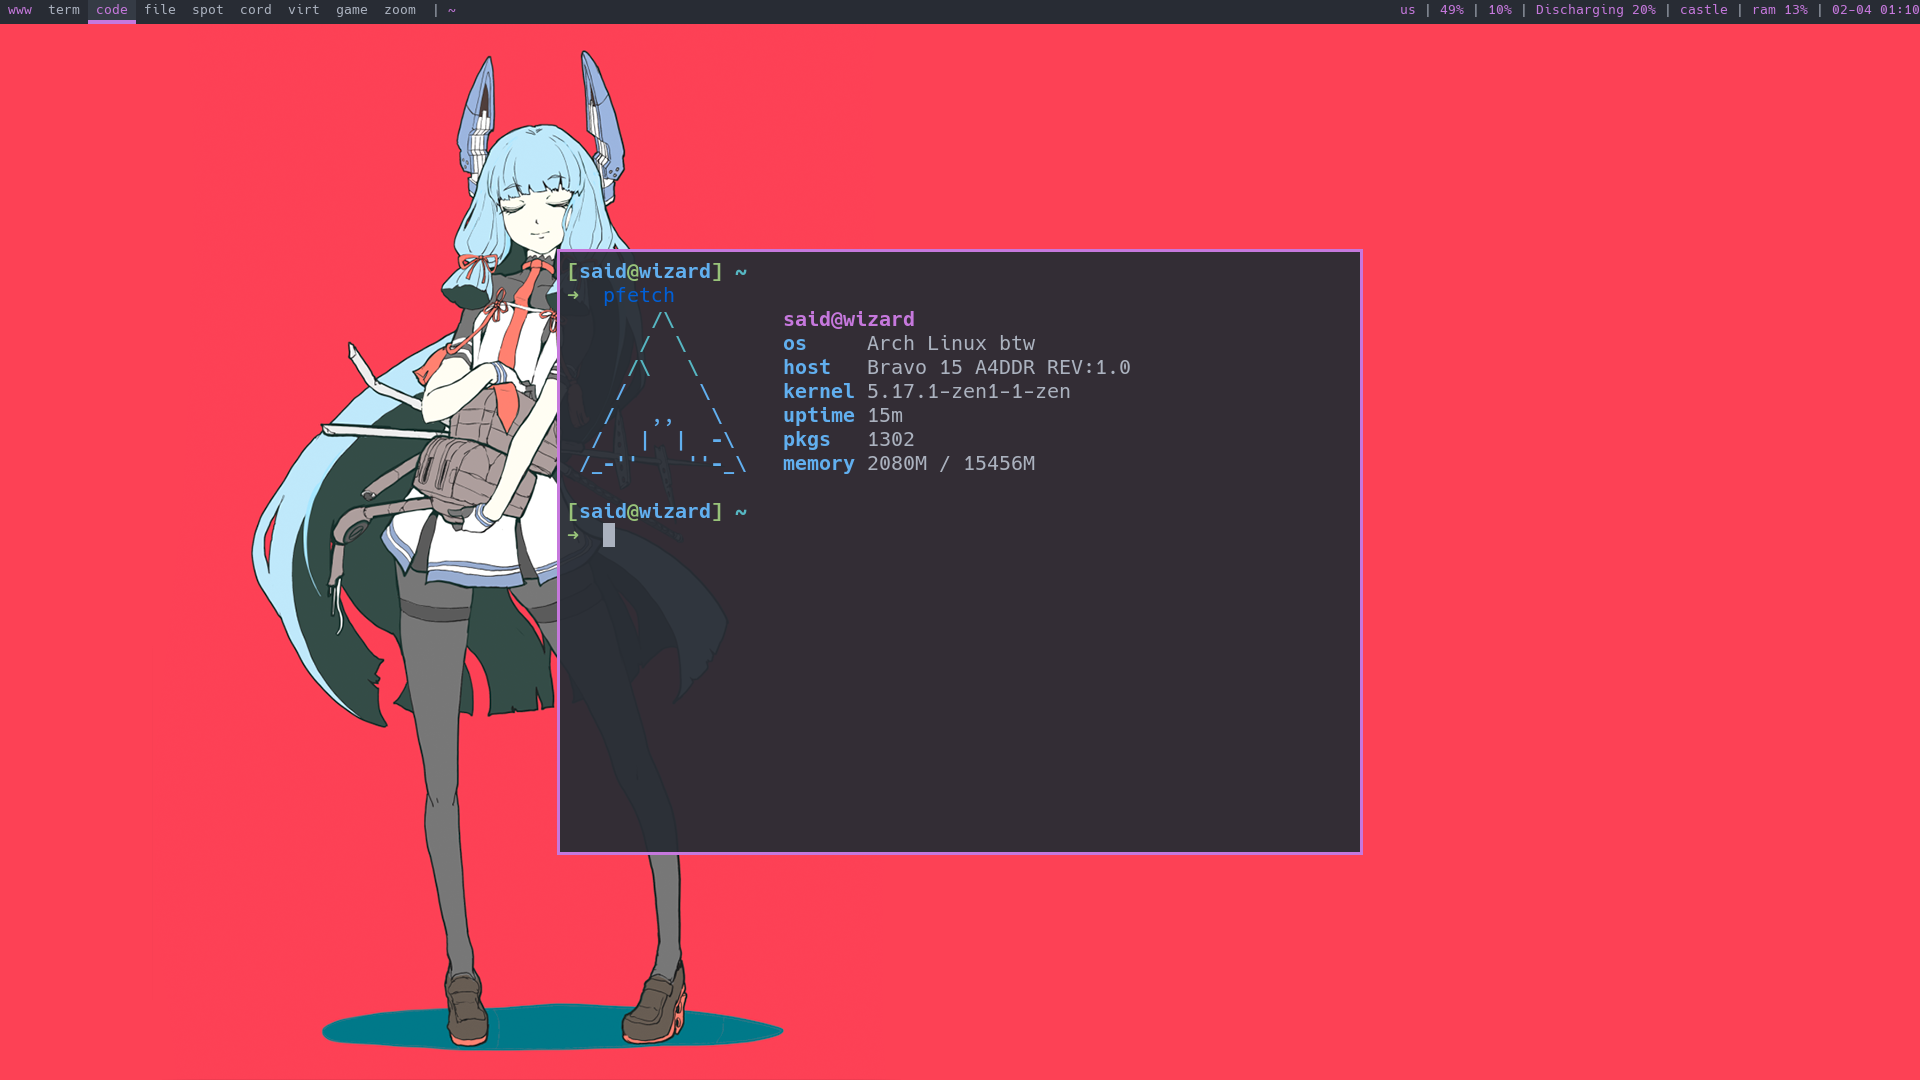 www term code file spot cord virt game zoom | ~
us | 49% | 10% | Discharging 20% | castle | ram 13% | 02-04 01:10
[said@wizard] ~
→ pfetch
said@wizard
os Arch Linux btw
host Bravo 15 A4DDR REV:1.0
kernel 5.17.1-zen1-1-zen
uptime 15m
pkgs 1302
memory 2080M / 15456M
[said@wizard] ~
→